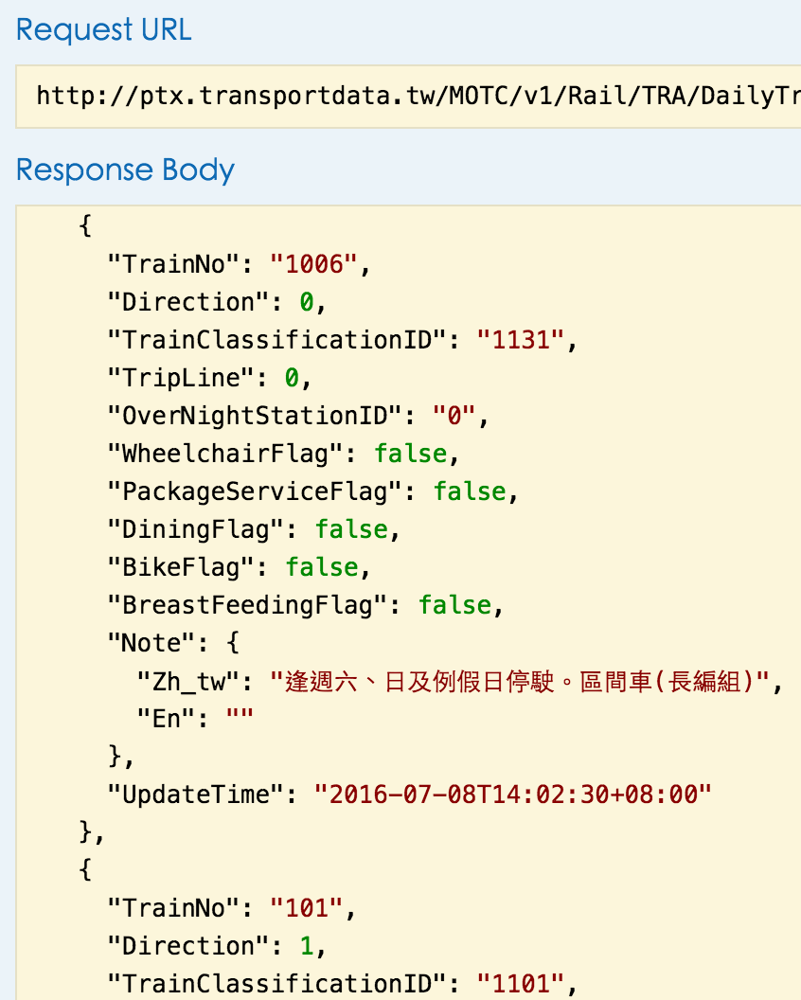 Request URL
http://ptx.transportdata.tw/MOTC/v1/Rail/TRA/DailyTr
Response Body
{
"TrainNo": "1006",
"Direction": 0,
"TrainClassificationID": "1131",
"TripLine": 0,
"OverNightStationID": "0",
"WheelchairFlag": false,
"PackageServiceFlag": false,
"DiningFlag": false,
"BikeFlag": false,
"BreastFeedingFlag": false,
"Note": {
"Zh_tw": "逢週六、日及例假日停駛。區間車(長編組)",
"En": ""
},
"UpdateTime": "2016-07-08T14:02:30+08:00"
},
{
"TrainNo": "101",
"Direction": 1,
"TrainClassificationID": "1101",